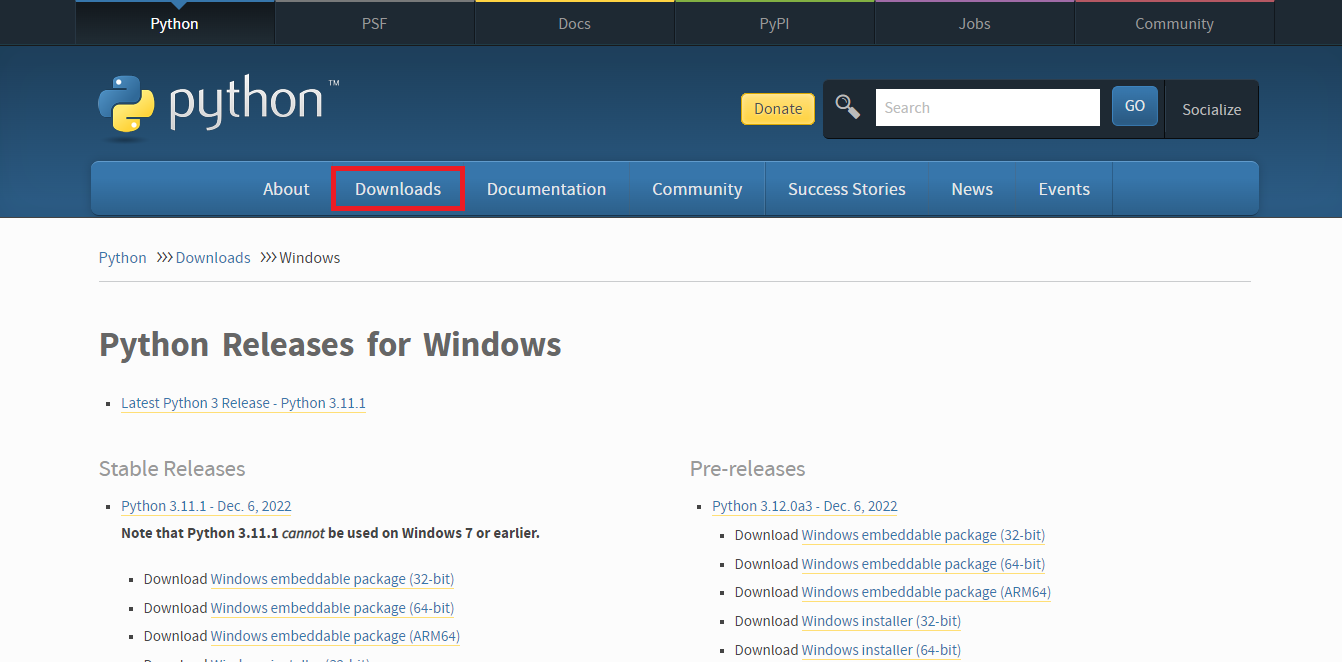 Python PSF Docs PyPI Jobs Community
python™
Donate Search GO Socialize
About Downloads Documentation Community Success Stories News Events
Python >>> Downloads >>> Windows
Python Releases for Windows
Latest Python 3 Release - Python 3.11.1
Stable Releases
Python 3.11.1 - Dec. 6, 2022
Note that Python 3.11.1 cannot be used on Windows 7 or earlier.
Download Windows embeddable package (32-bit)
Download Windows embeddable package (64-bit)
Download Windows embeddable package (ARM64)
Pre-releases
Python 3.12.0a3 - Dec. 6, 2022
Download Windows embeddable package (32-bit)
Download Windows embeddable package (64-bit)
Download Windows embeddable package (ARM64)
Download Windows installer (32-bit)
Download Windows installer (64-bit)